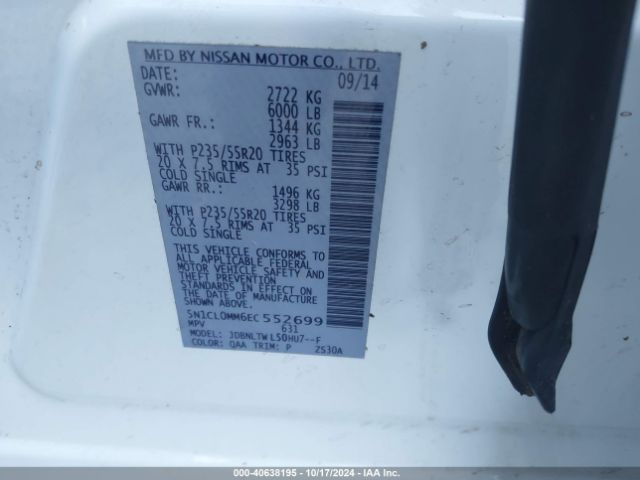 MFD BY NISSAN MOTOR CO., LTD.
DATE: 09/14
GVWR: 2722 KG
6000 LB
GAWR FR.: 1344 KG
2963 LB
WITH P235/55R20 TIRES
20 X 7.5 RIMS AT 35 PSI
COLD SINGLE
GAWR RR.: 1496 KG
3298 LB
WITH P235/55R20 TIRES
20 X 7.5 RIMS AT 35 PSI
COLD SINGLE
THIS VEHICLE CONFORMS TO
ALL APPLICABLE FEDERAL
MOTOR VEHICLE SAFETY AND
THEFT PREVENTION
STANDARDS IN EFFECT ON
THE DATE OF MANUFACTURE
SHOWN ABOVE.
5N1CL0MM6EC552699
MPV 631
MODEL: JDBNLTWL50HU7--F
COLOR: QAA TRIM: P 2S30A
000-40638195 - 10/17/2024 - IAA Inc.